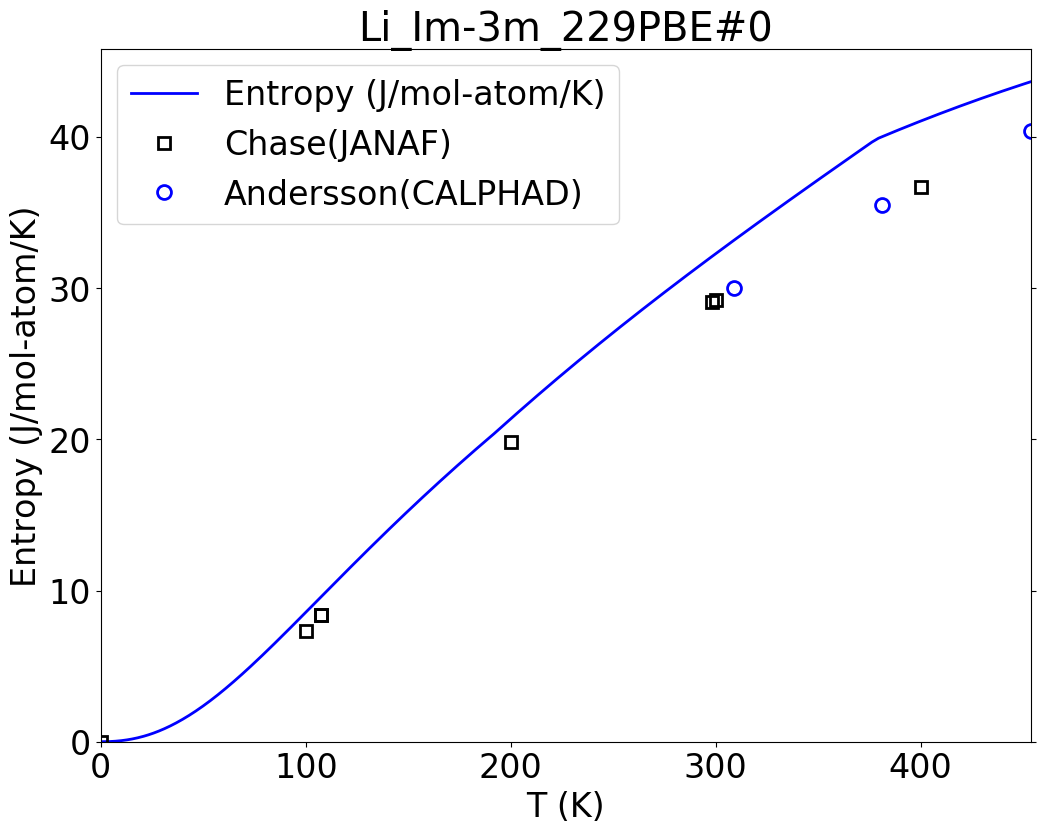 Li_Im-3m_229PBE#0
Entropy (J/mol-atom/K)
Chase(JANAF)
Andersson(CALPHAD)
Entropy (J/mol-atom/K)
40
30
20
10
0
0 100 200 300 400
T (K)